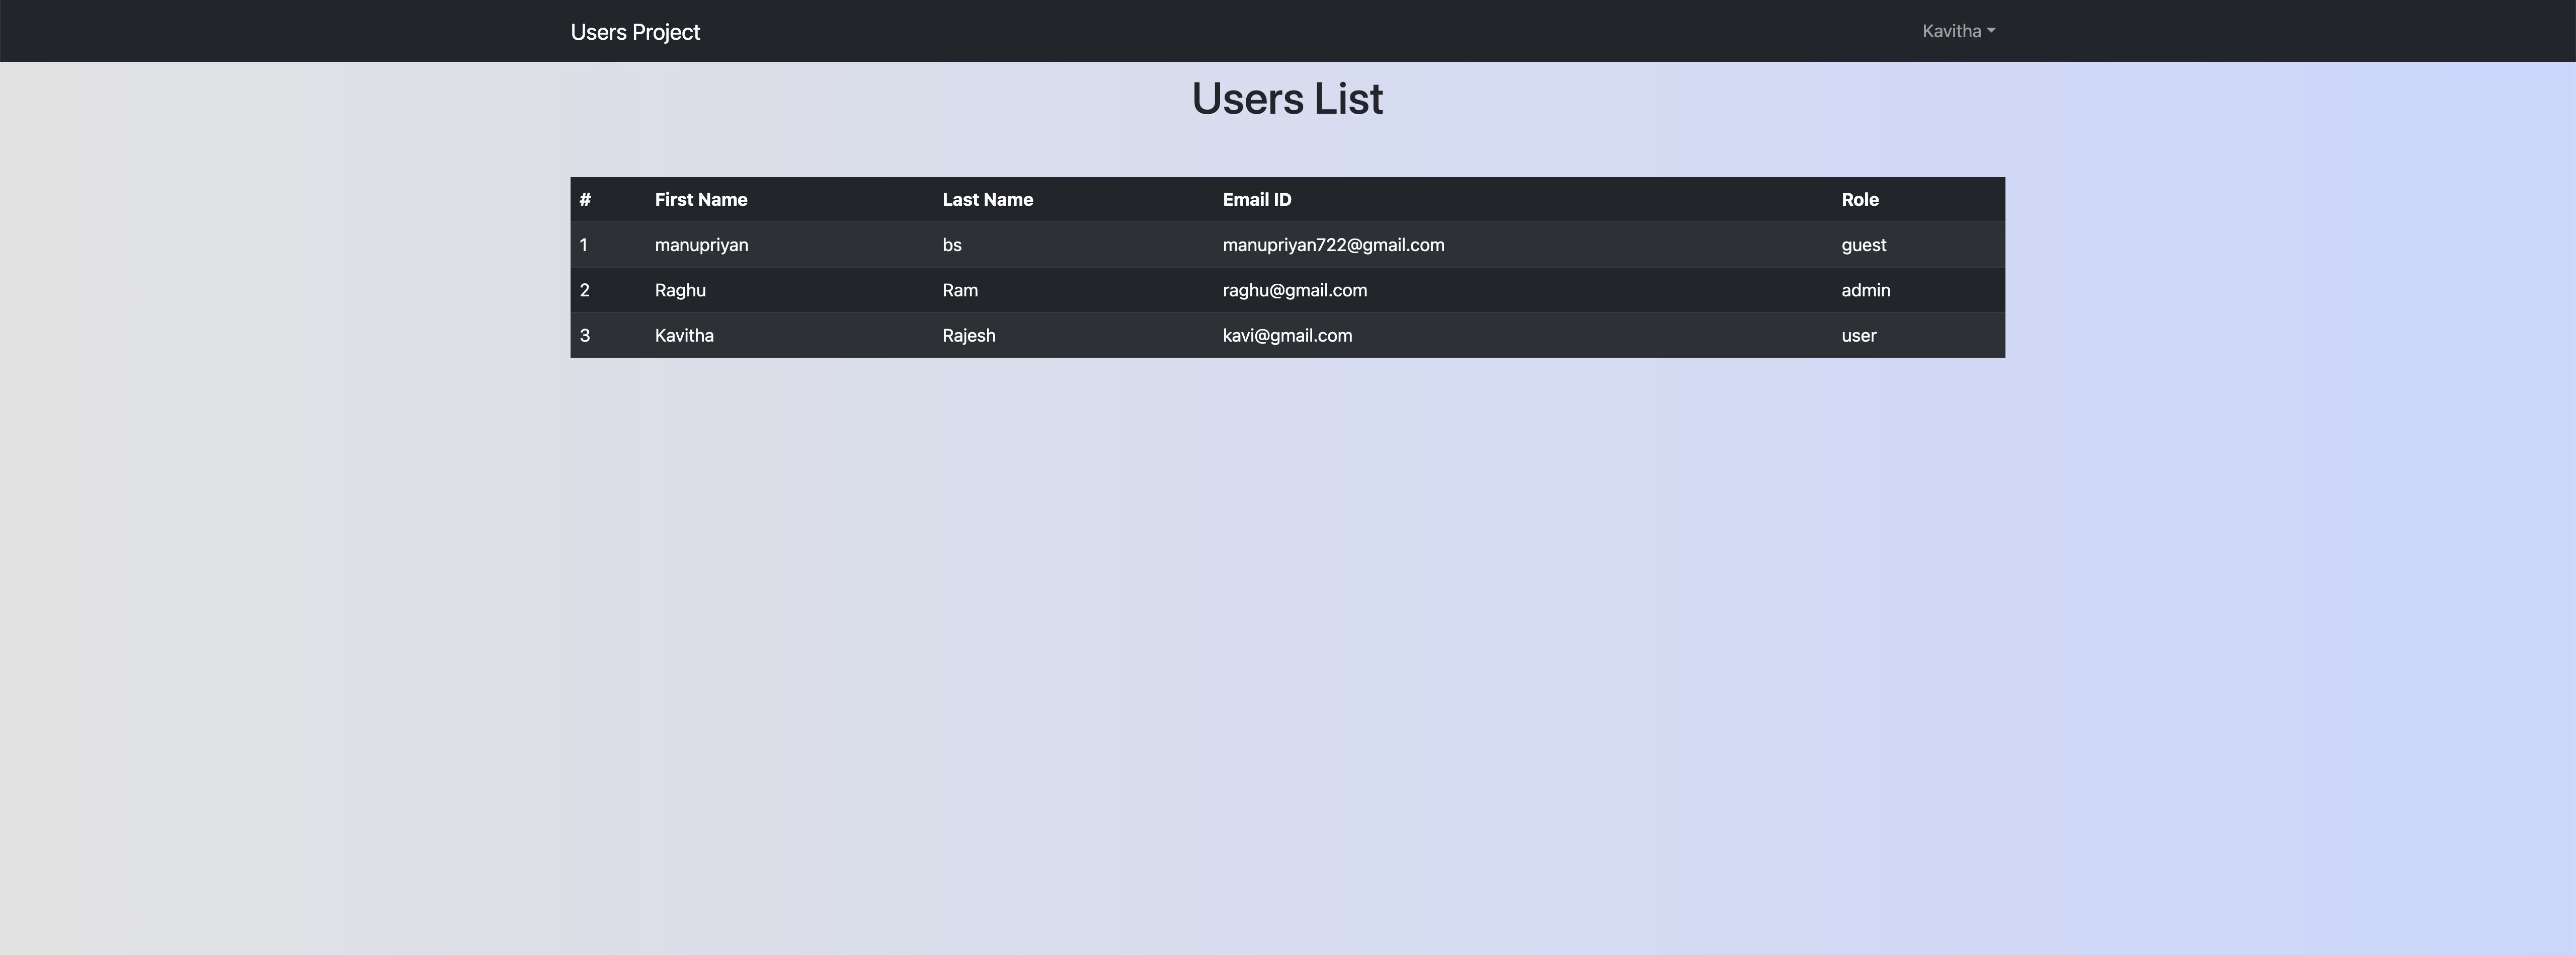 Users Project Kavitha
Users List
# First Name Last Name Email ID Role
1 manupriyan bs manupriyan722@gmail.com guest
2 Raghu Ram raghu@gmail.com admin
3 Kavitha Rajesh kavi@gmail.com user